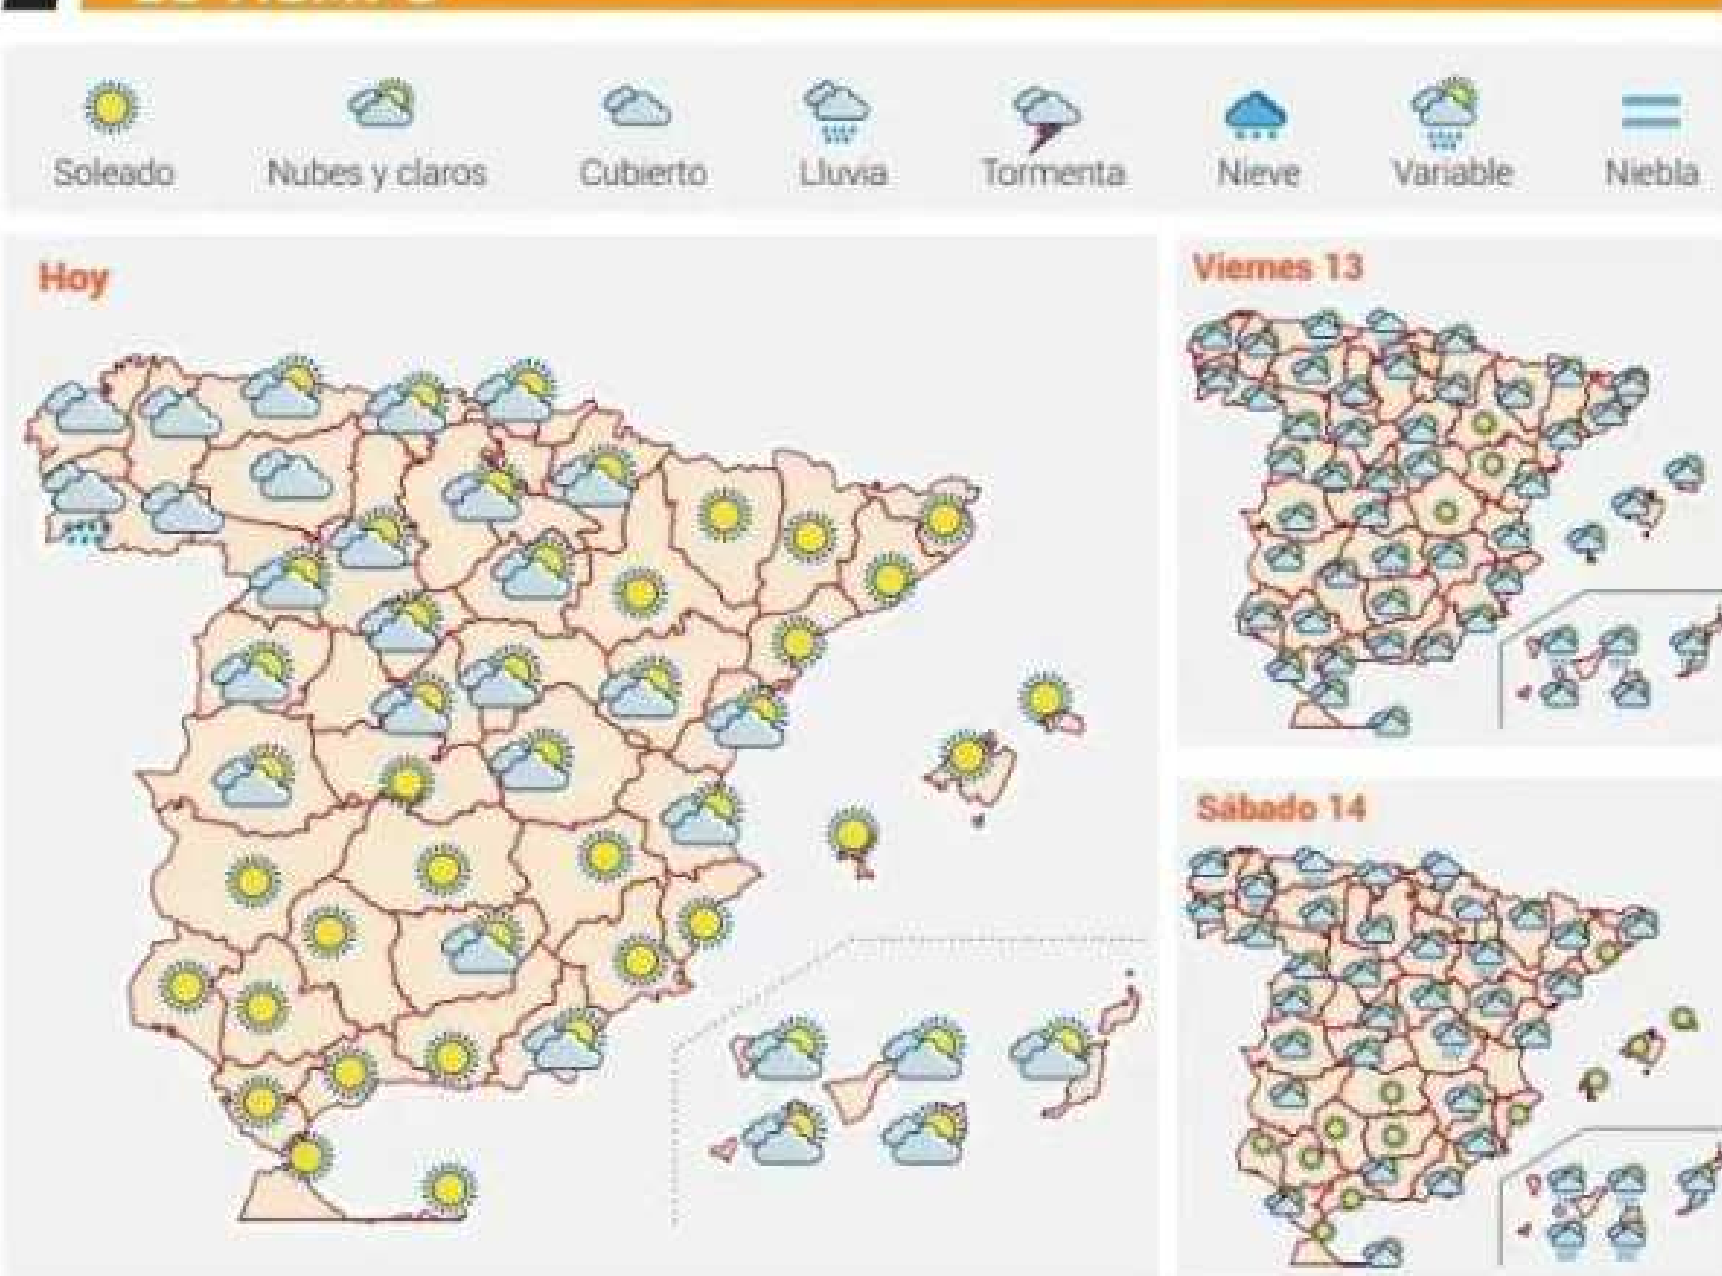 Soleado
Nubes y claros
Cubierto
Lluvia
Tormenta
Nieve
Variable
Niebla
Hoy
Viernes 13
Sábado 14